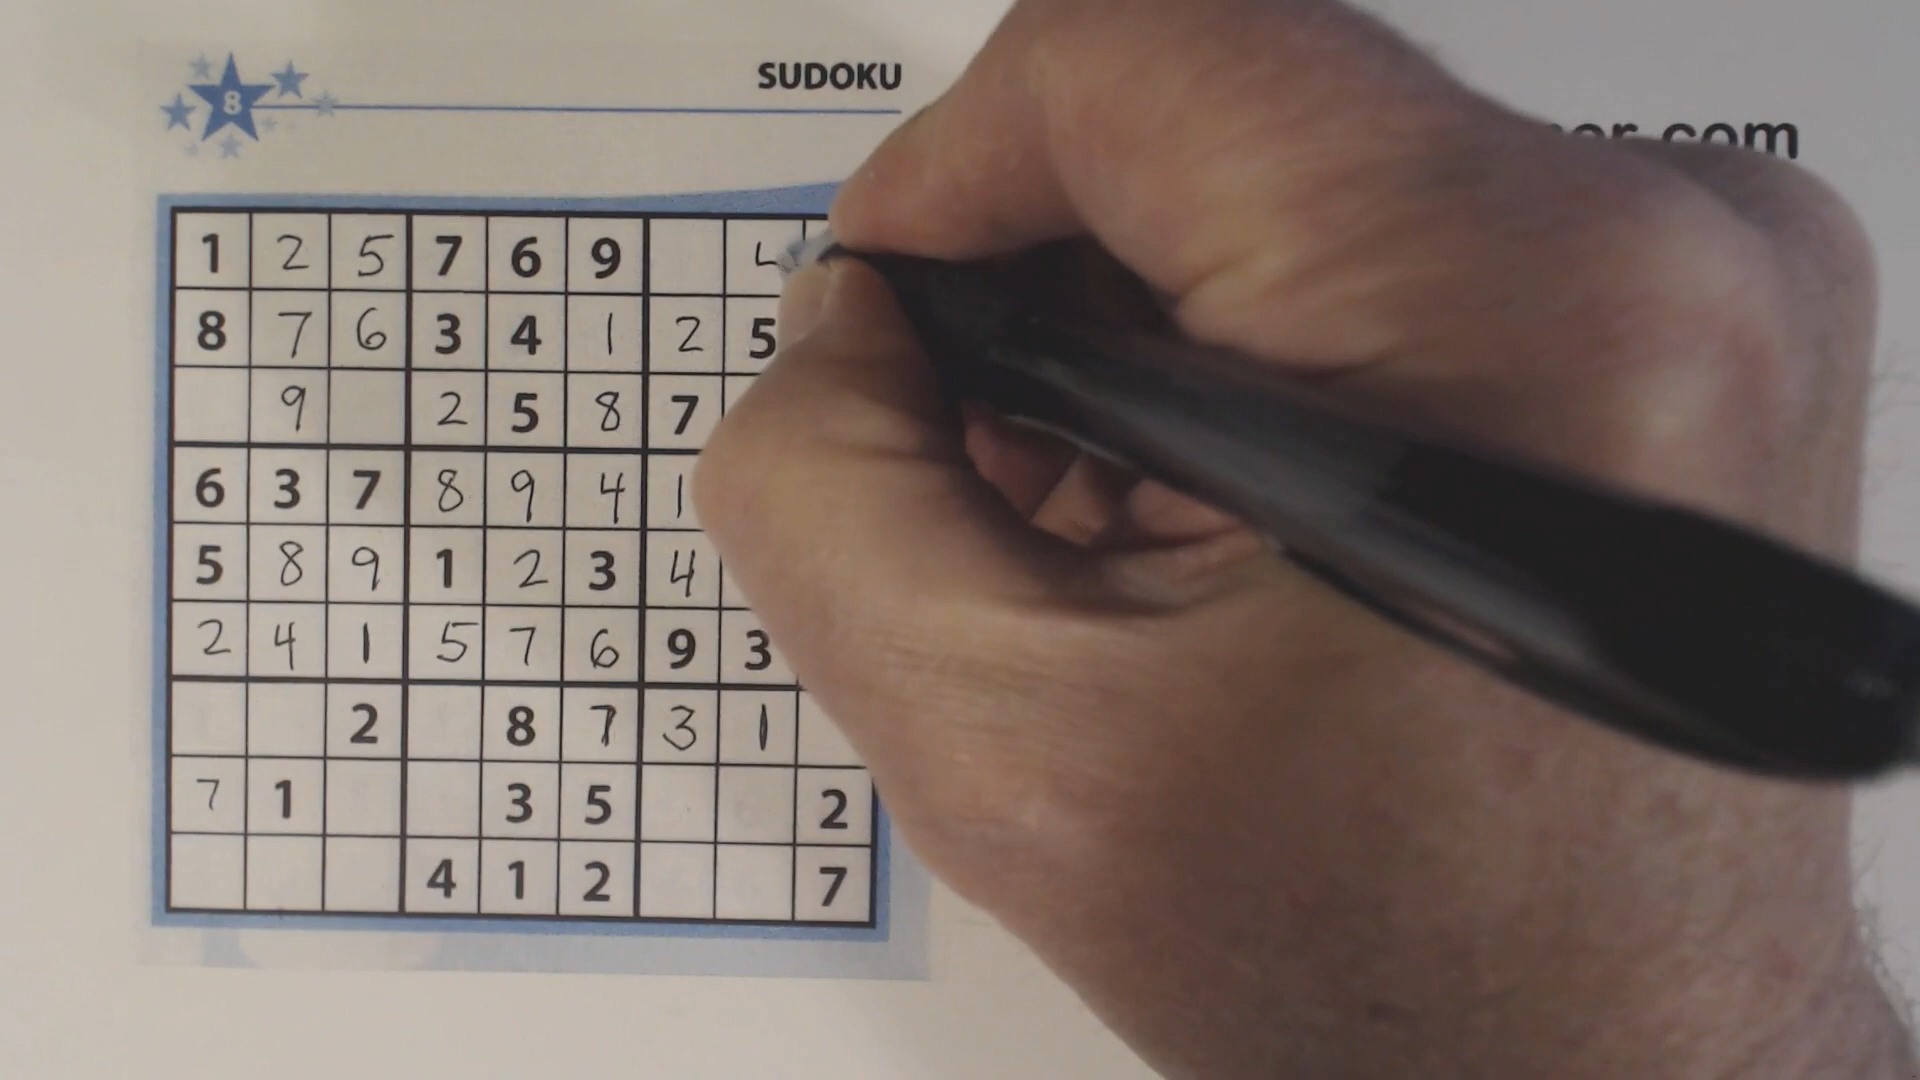 8
SUDOKU
.com
1 2 5 7 6 9 4
8 7 6 3 4 1 2 5
9 2 5 8 7
6 3 7 8 9 4 1
5 8 9 1 2 3 4
2 4 1 5 7 6 9 3
2 8 7 3 1
7 1 3 5 2
4 1 2 7